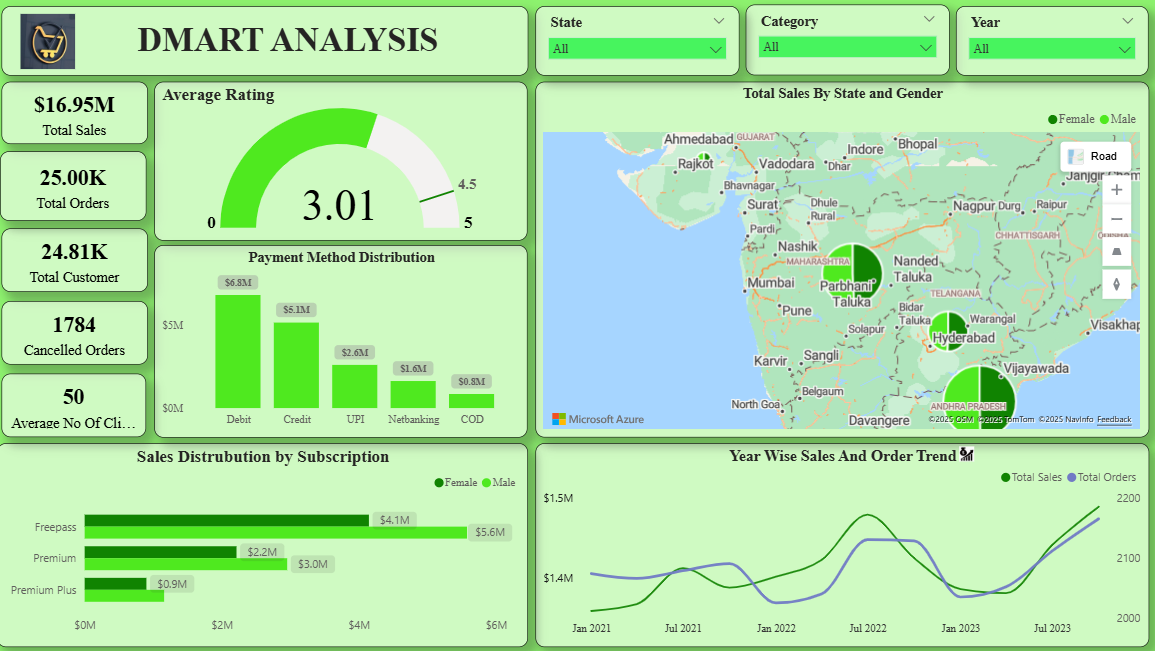 DMART ANALYSIS
State
All
Category
All
Year
All
$16.95M
Total Sales
25.00K
Total Orders
24.81K
Total Customer
1784
Cancelled Orders
50
Average No Of Cli…
Average Rating
3.01
0
4.5
5
Payment Method Distribution
$5M
$0M
$6.8M
$5.1M
$2.6M
$1.6M
$0.8M
Debit
Credit
UPI
Netbanking
COD
Total Sales By State and Gender
Female
Male
Road
Ahmedabad
GUJARAT
Indore
Bhopal
Rajkot
Vadodara
Dhar
Janjgir Cham
Bhavnagar
Surat
Dhule
Rural
Nagpur
Durg
Raipur
Pardi
CHHATTISGARH
ODISHA
Nashik
MAHARASHTRA
Nanded
Taluka
Mumbai
Parbhani
Taluka
TELANGANA
Pune
Bidar
Taluka
Warangal
Visakhap
Solapur
Hyderabad
Karvir
Sangli
Vijayawada
Belgaum
North Goa
ANDHRA PRADESH
Davangere
Microsoft Azure
©2025 OSM ©2025 TomTom ©2025 NavInfo Feedback
Sales Distrubution by Subscription
Female
Male
Freepass
$4.1M
$5.6M
Premium
$2.2M
$3.0M
Premium Plus
$0.9M
$0M
$2M
$4M
$6M
Year Wise Sales And Order Trend
Total Sales
Total Orders
$1.5M
$1.4M
2200
2100
2000
Jan 2021
Jul 2021
Jan 2022
Jul 2022
Jan 2023
Jul 2023